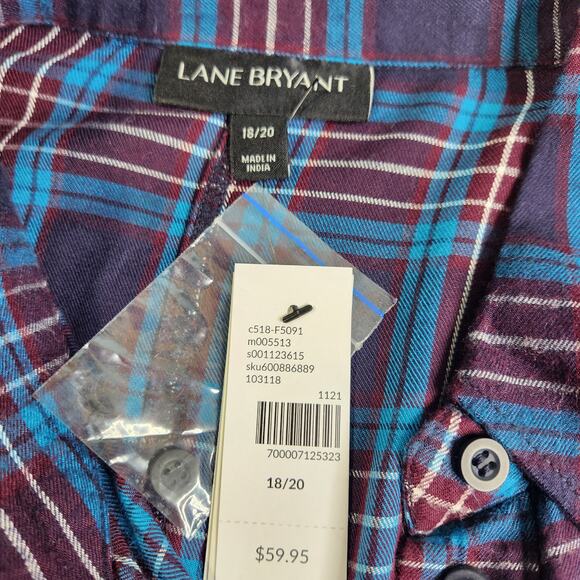 LANE BRYANT
18/20
MADE IN
INDIA
c518-F5091
m005513
s001123615
sku600886889
103118
1121
700007125323
18/20
$59.95